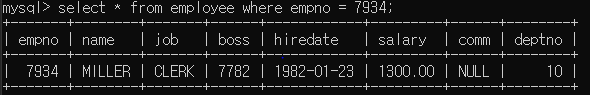 mysql> select * from employee where empno = 7934;
+-------+--------+-------+------+------------+---------+------+--------+
| empno | name   | job   | boss | hiredate   | salary  | comm | deptno |
+-------+--------+-------+------+------------+---------+------+--------+
|  7934 | MILLER | CLERK | 7782 | 1982-01-23 | 1300.00 | NULL |     10 |
+-------+--------+-------+------+------------+---------+------+--------+